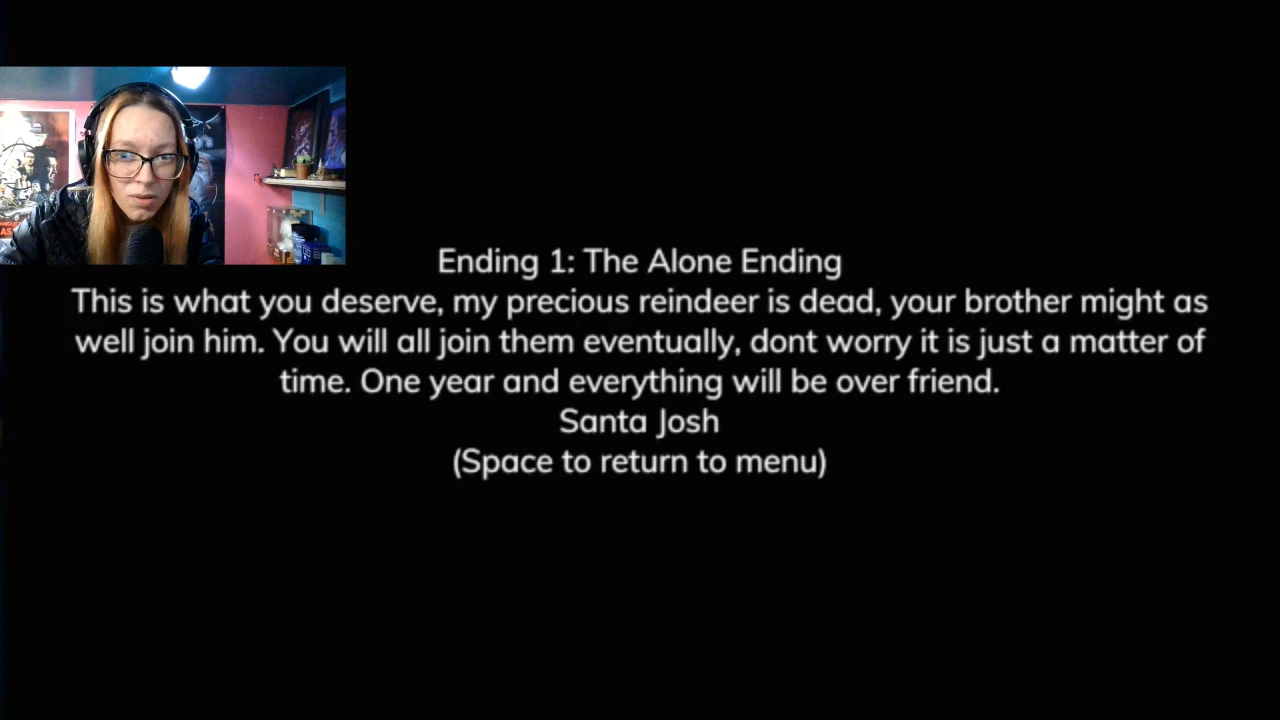 Ending 1: The Alone Ending
This is what you deserve, my precious reindeer is dead, your brother might as
well join him. You will all join them eventually, dont worry it is just a matter of
time. One year and everything will be over friend.
Santa Josh
(Space to return to menu)